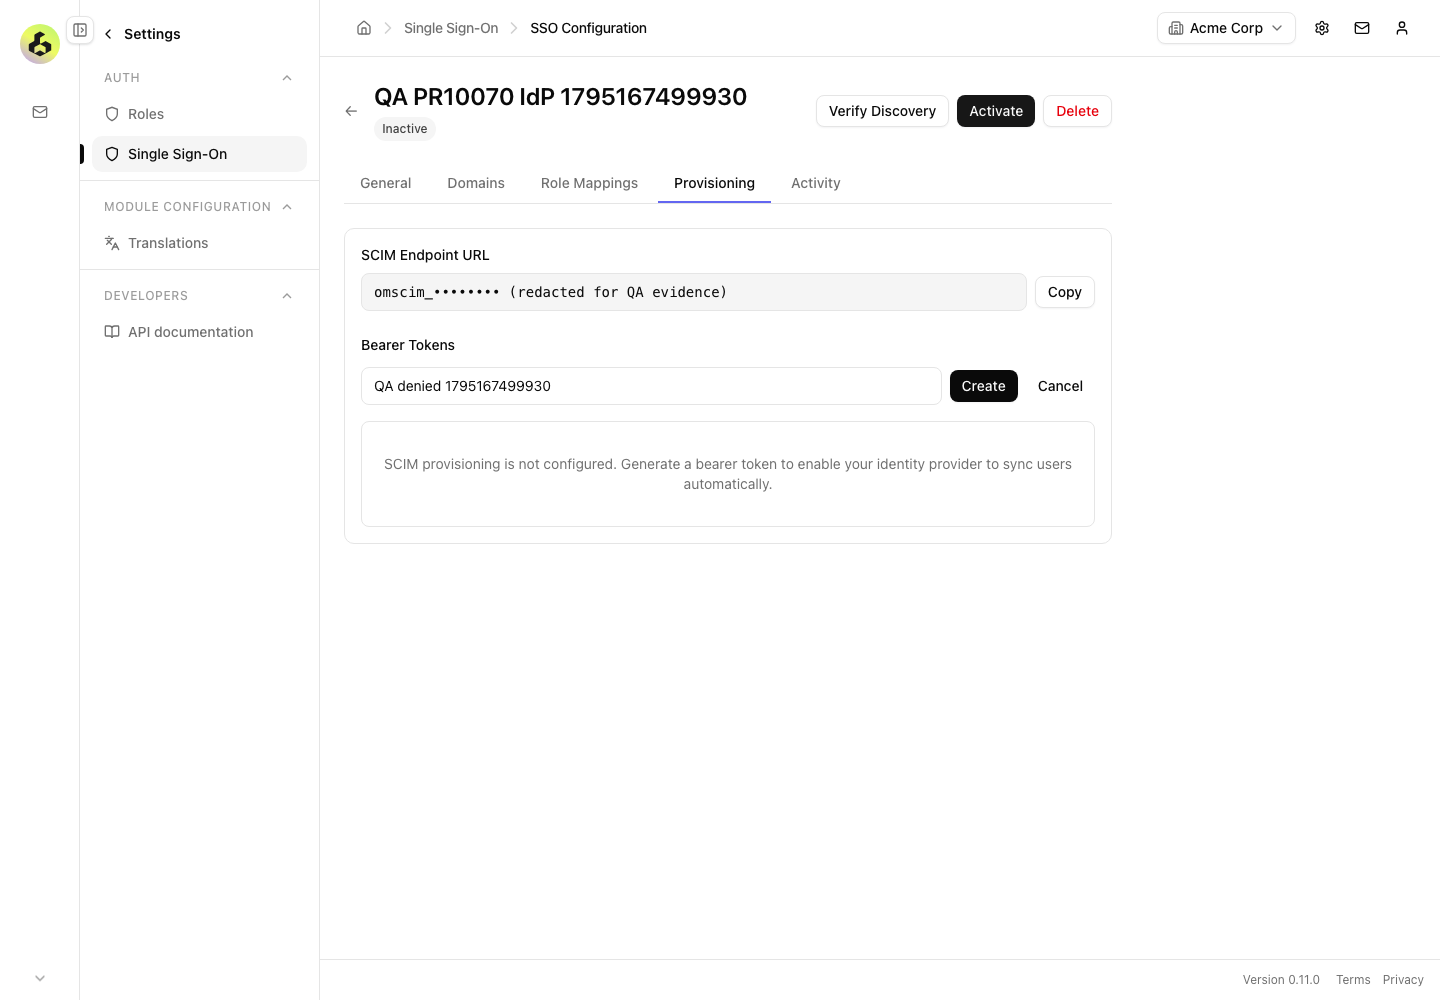 Settings
AUTH
Roles
Single Sign-On
MODULE CONFIGURATION
Translations
DEVELOPERS
API documentation
Single Sign-On
SSO Configuration
Acme Corp
QA PR10070 IdP 1795167499930
Inactive
Verify Discovery
Activate
Delete
General
Domains
Role Mappings
Provisioning
Activity
SCIM Endpoint URL
omscim_•••••••• (redacted for QA evidence)
Copy
Bearer Tokens
QA denied 1795167499930
Create
Cancel
SCIM provisioning is not configured. Generate a bearer token to enable your identity provider to sync users
automatically.
Version 0.11.0
Terms
Privacy